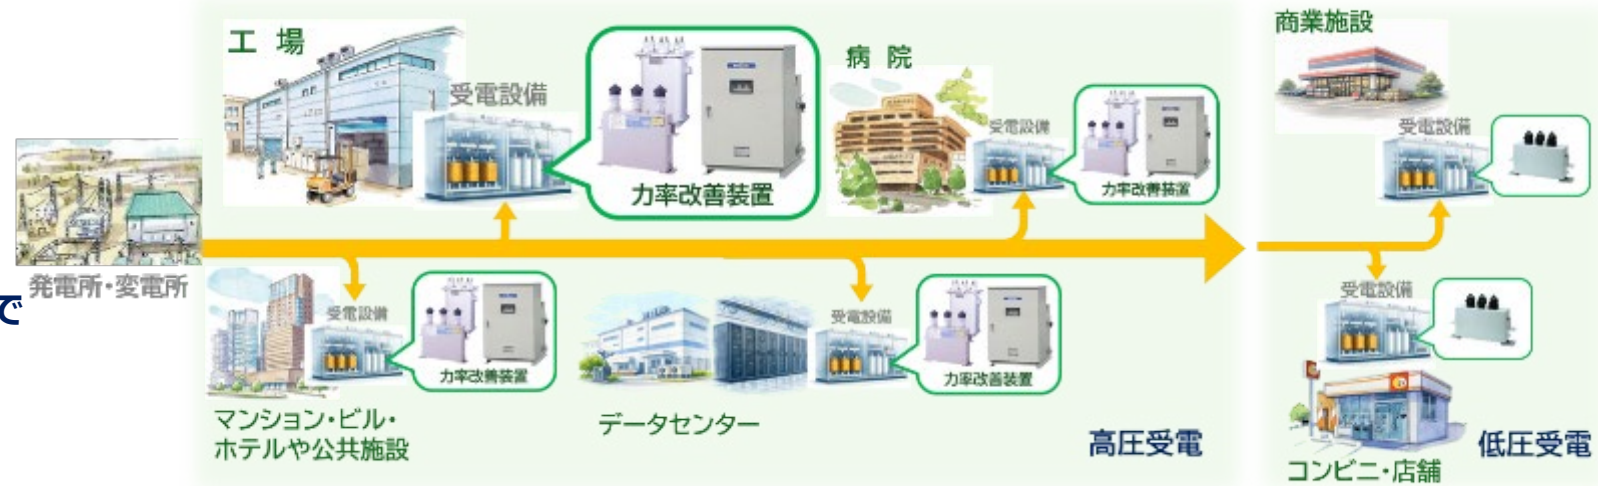 工 場
受電設備
力率改善装置
病 院
受電設備
力率改善装置
商業施設
受電設備
発電所・変電所
で
受電設備
力率改善装置
マンション・ビル・
ホテルや公共施設
受電設備
力率改善装置
データセンター
高圧受電
受電設備
コンビニ・店舗
低圧受電